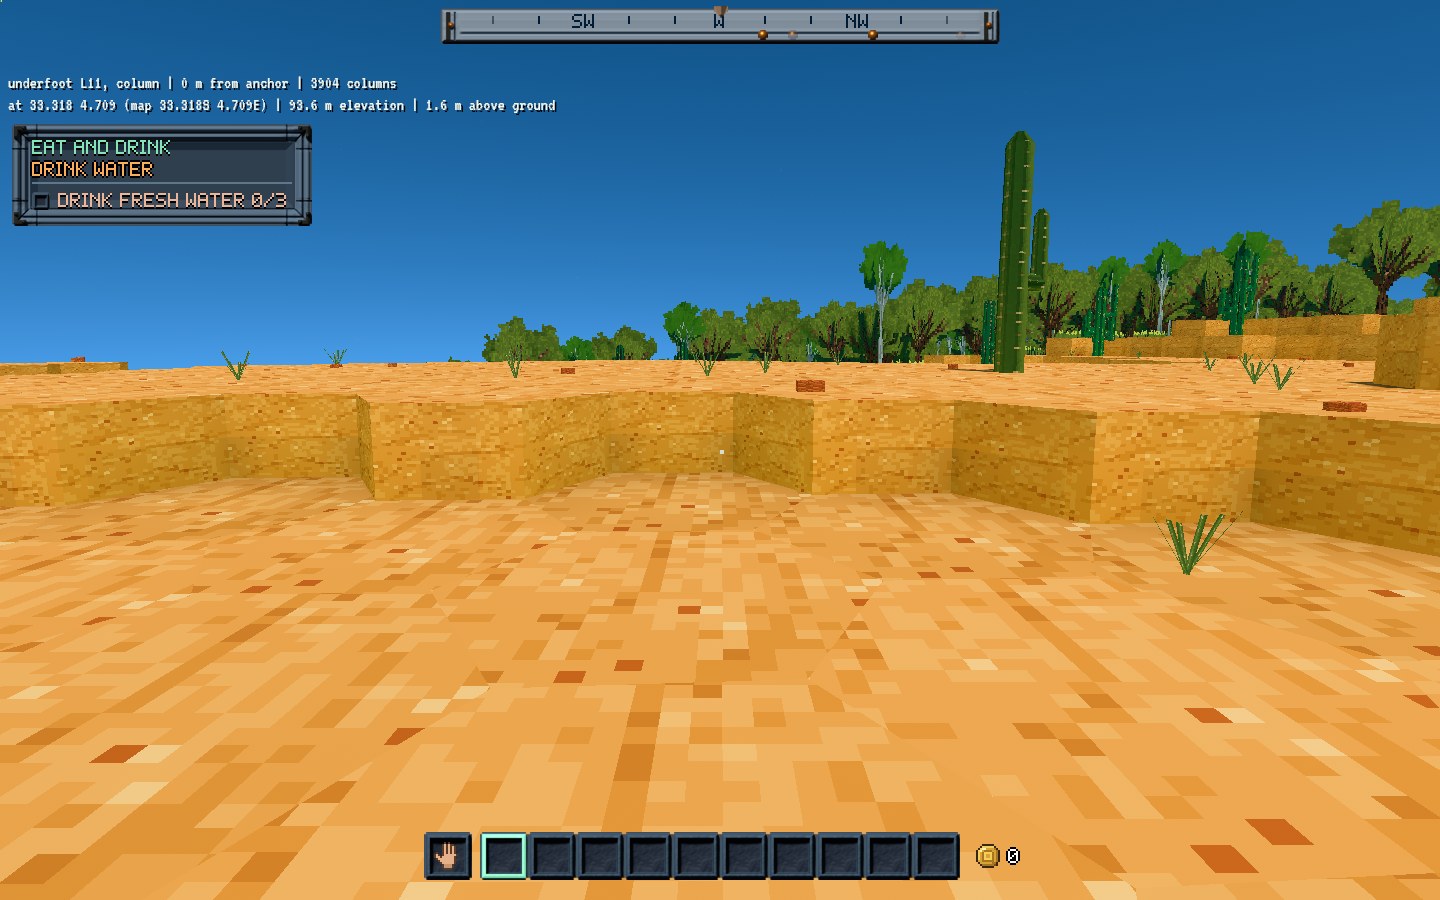 SW W NW
underfoot L11, column | 0 m from anchor | 3904 columns
at 33.318 4.709 (map 33.318S 4.709E) | 93.6 m elevation | 1.6 m above ground
EAT AND DRINK
DRINK WATER
DRINK FRESH WATER 0/3
0